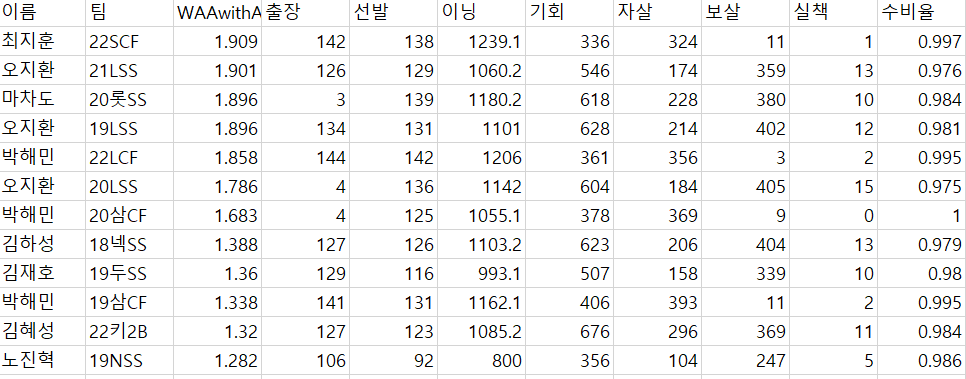 이름 팀 WAAwithA 출장 선발 이닝 기회 자살 보살 실책 수비율
최지훈 22SCF 1.909 142 138 1239.1 336 324 11 1 0.997
오지환 21LSS 1.901 126 129 1060.2 546 174 359 13 0.976
마차도 20롯SS 1.896 3 139 1180.2 618 228 380 10 0.984
오지환 19LSS 1.896 134 131 1101 628 214 402 12 0.981
박해민 22LCF 1.858 144 142 1206 361 356 3 2 0.995
오지환 20LSS 1.786 4 136 1142 604 184 405 15 0.975
박해민 20삼CF 1.683 4 125 1055.1 378 369 9 0 1
김하성 18넥SS 1.388 127 126 1103.2 623 206 404 13 0.979
김재호 19두SS 1.36 129 116 993.1 507 158 339 10 0.98
박해민 19삼CF 1.338 141 131 1162.1 406 393 11 2 0.995
김혜성 22키2B 1.32 127 123 1085.2 676 296 369 11 0.984
노진혁 19NSS 1.282 106 92 800 356 104 247 5 0.986